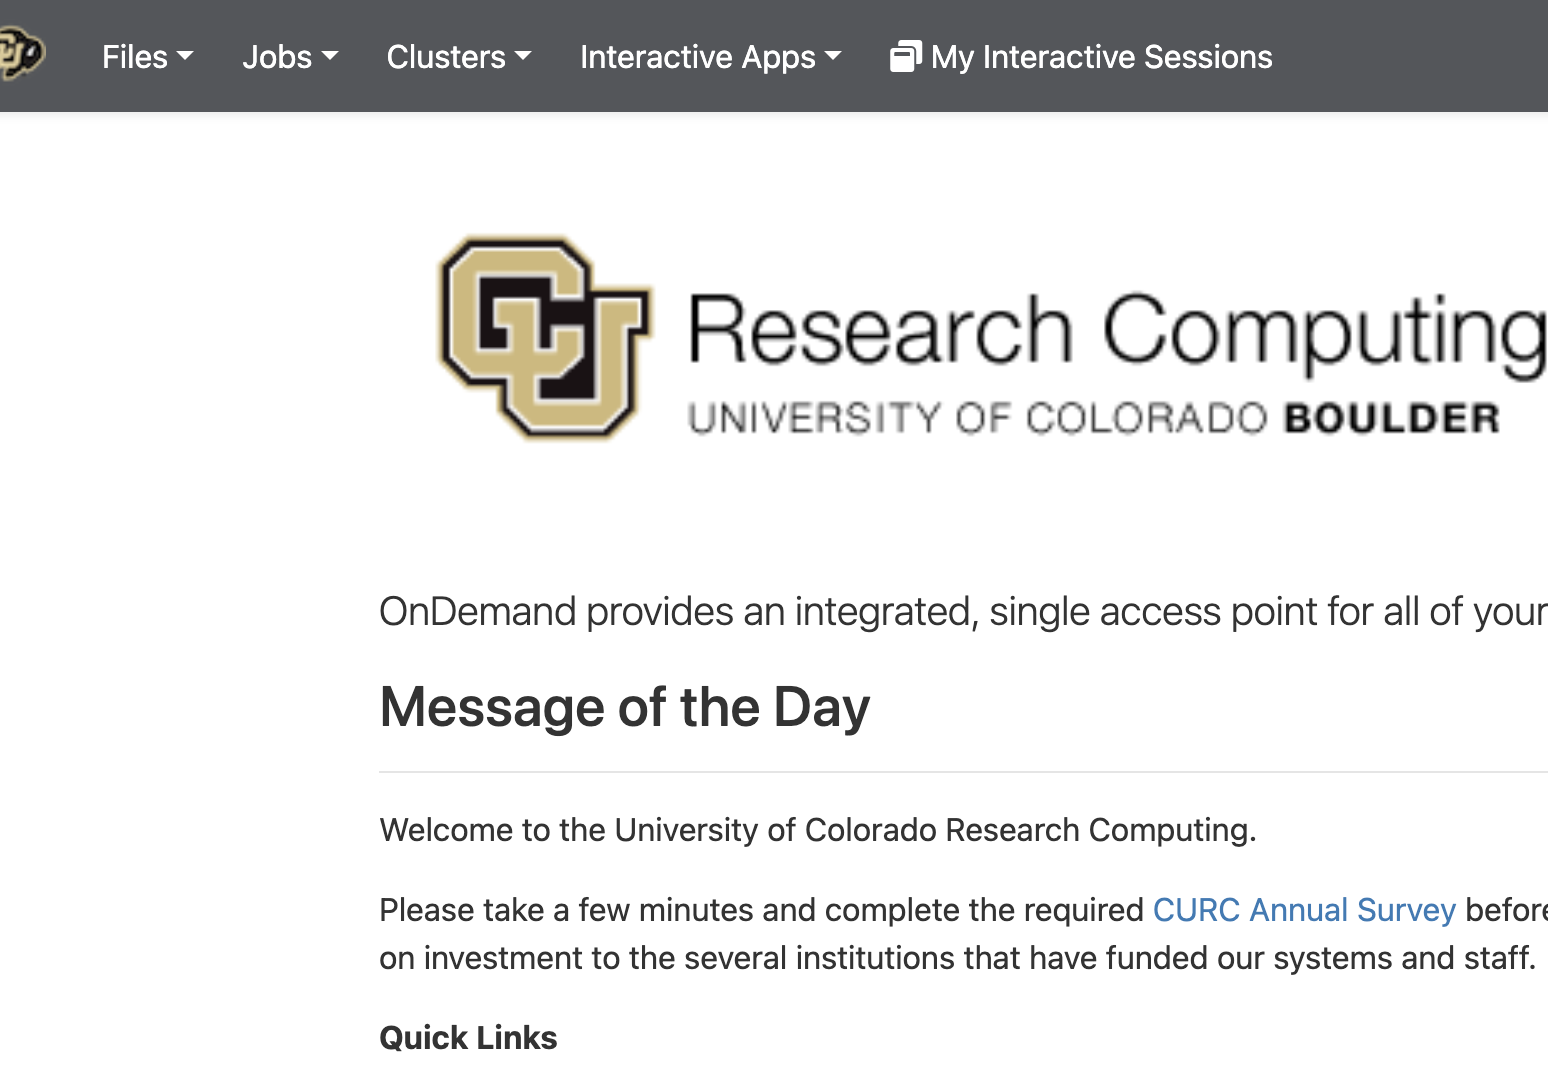 Files Jobs Clusters Interactive Apps My Interactive Sessions
CU
Research Computing
UNIVERSITY OF COLORADO BOULDER
OnDemand provides an integrated, single access point for all of your
Message of the Day
Welcome to the University of Colorado Research Computing.
Please take a few minutes and complete the required CURC Annual Survey before
on investment to the several institutions that have funded our systems and staff.
Quick Links